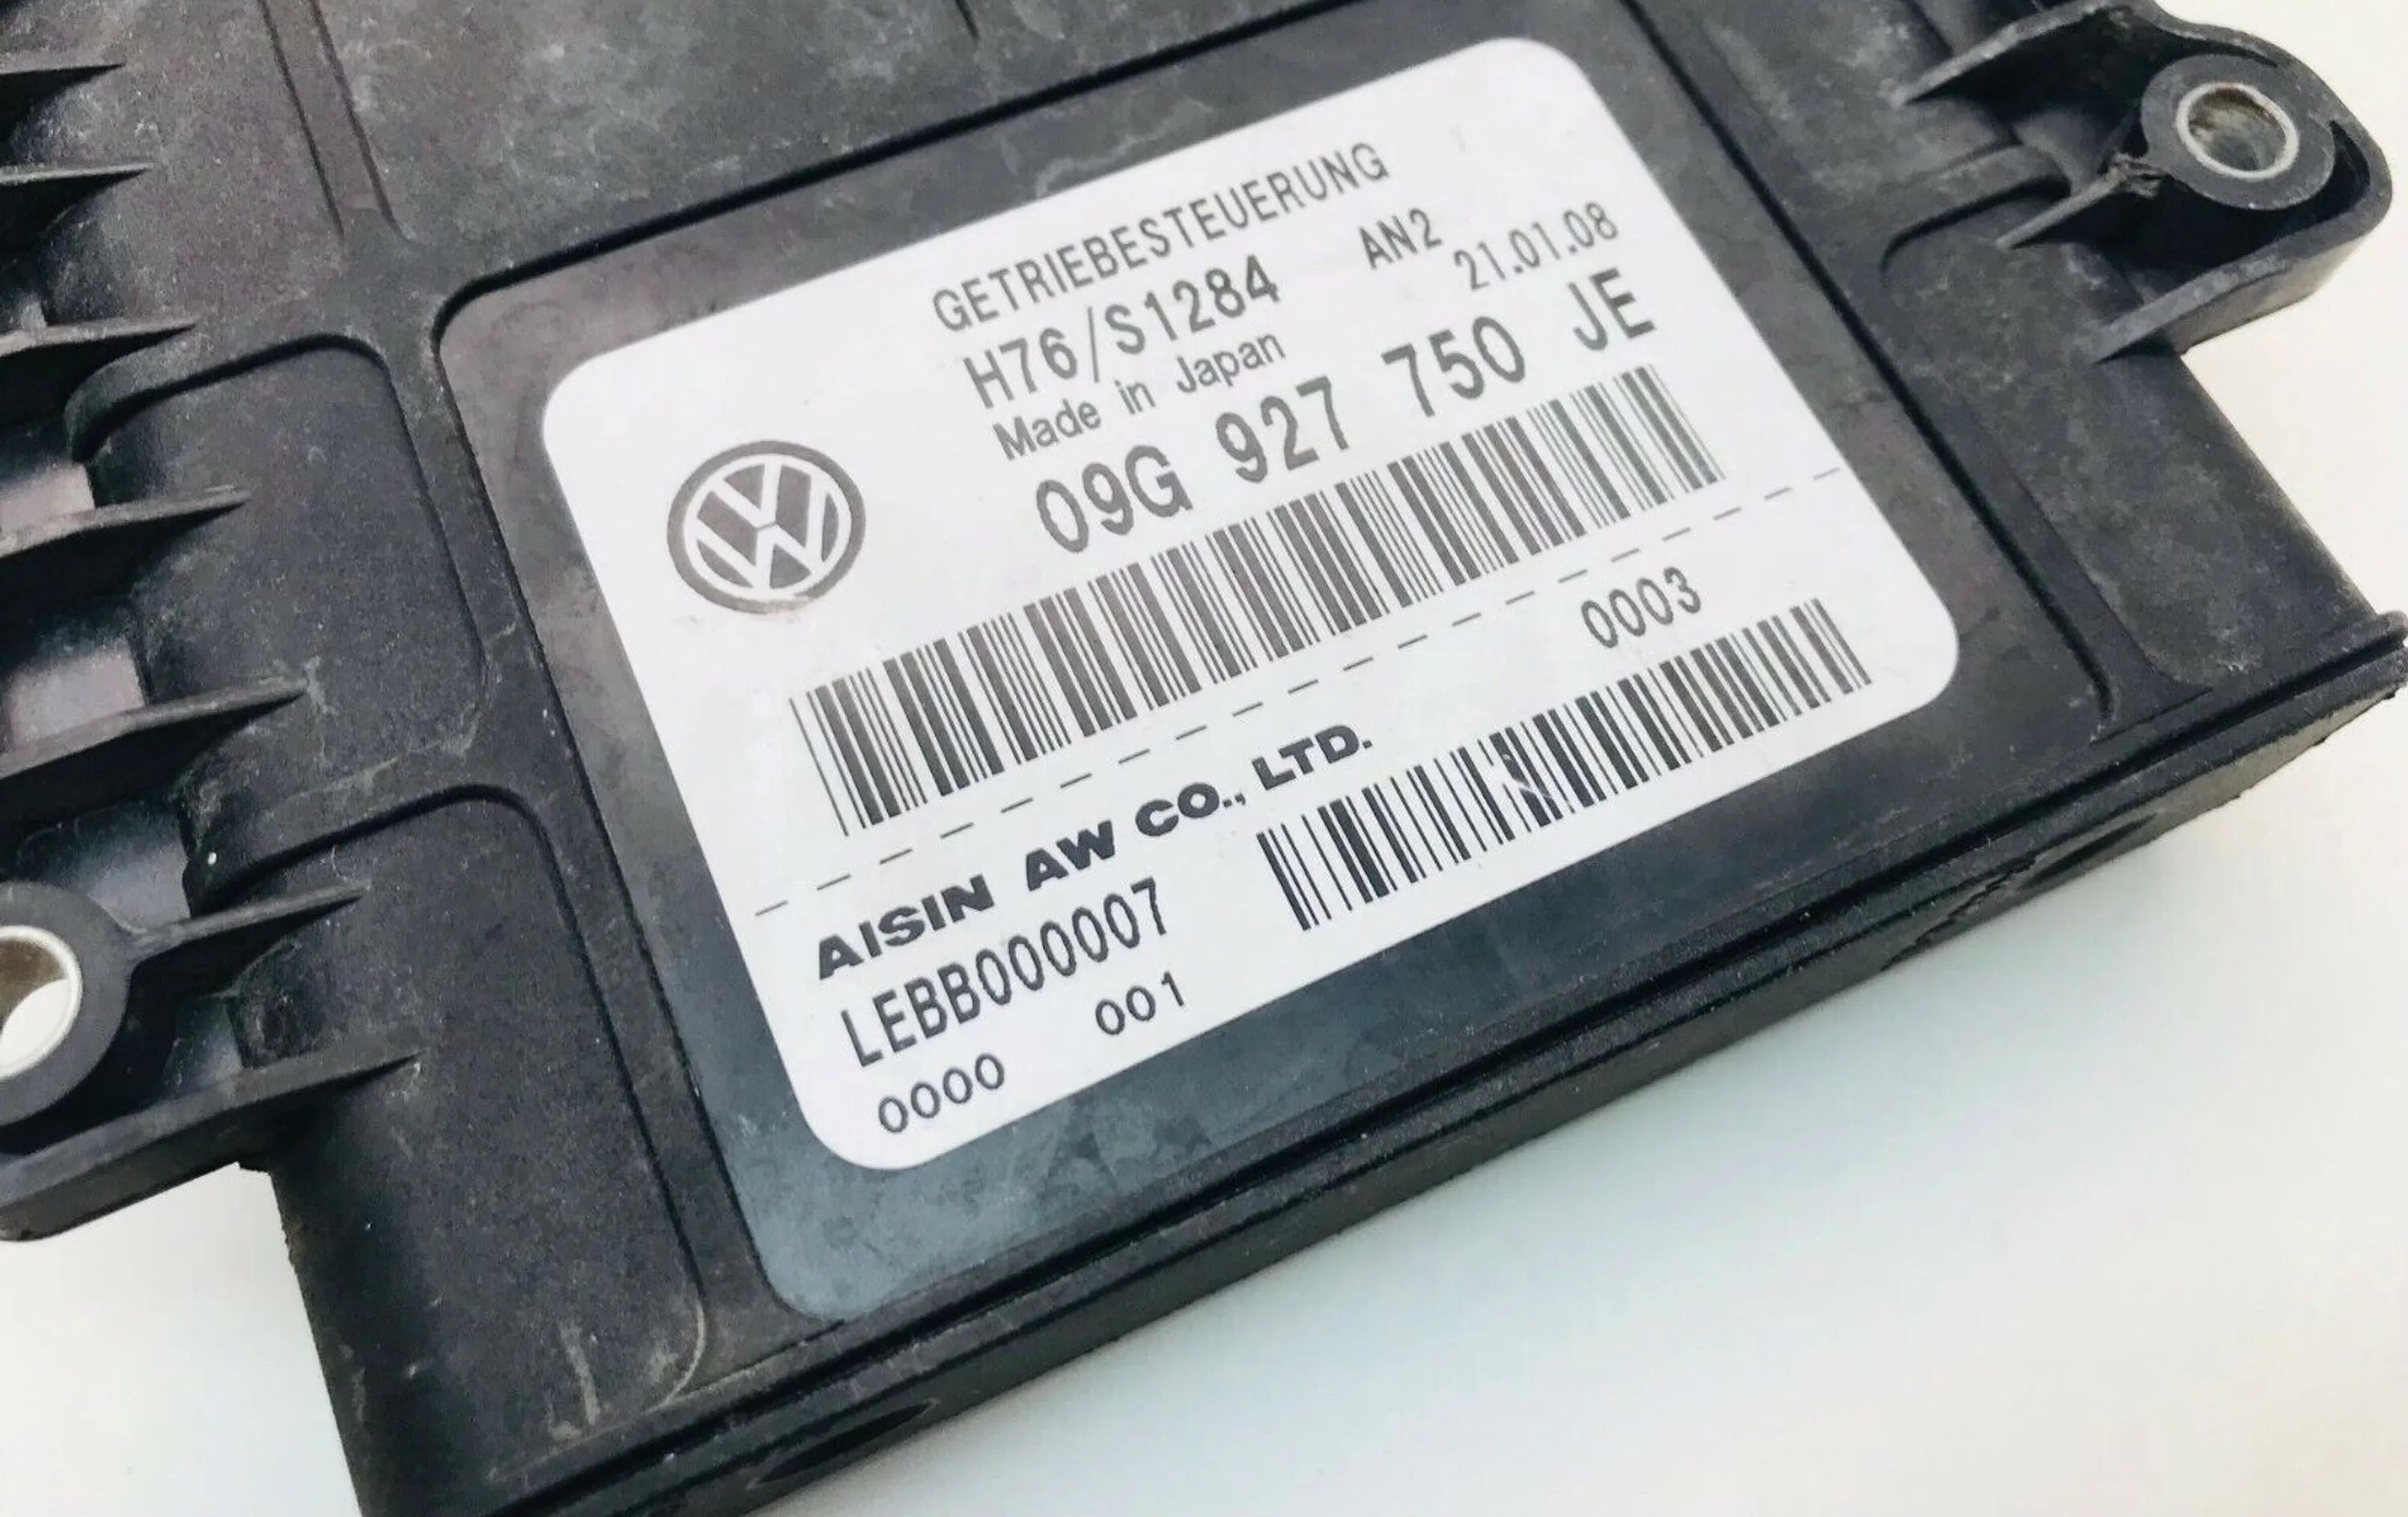 GETRIEBESTEUERUNG
H76/S1284 AN2
Made in Japan 21.01.08
09G 927 750 JE
0003
AISIN AW CO., LTD.
LEBB000007
0000 001